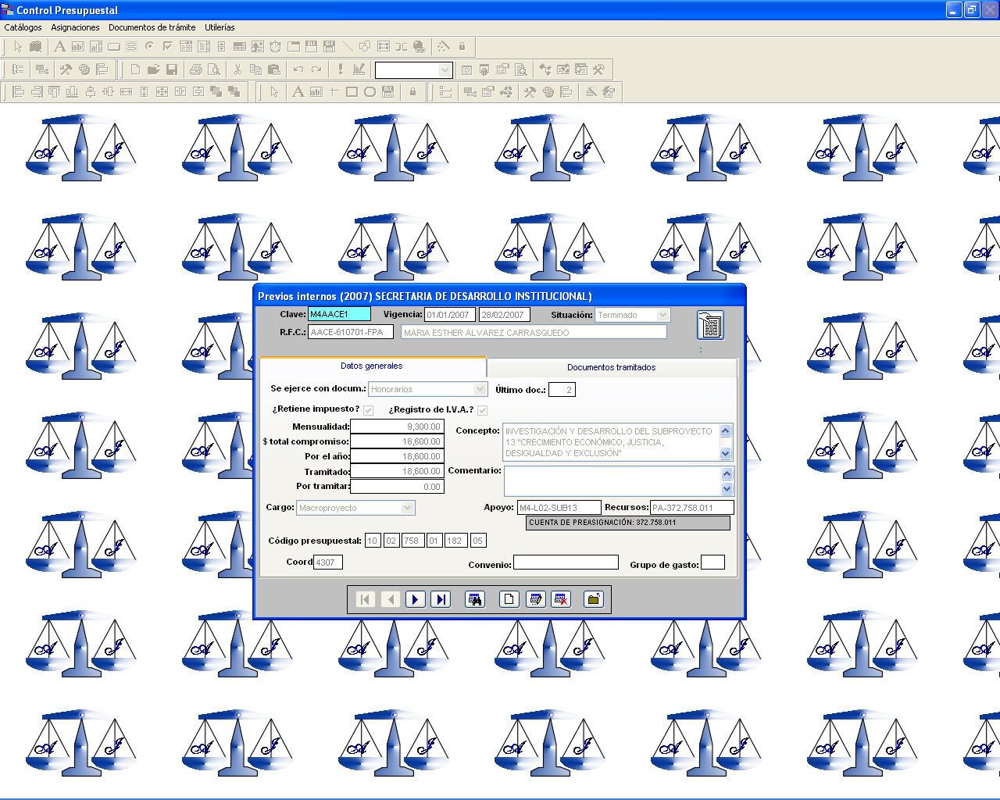 Control Presupuestal
Catálogos Asignaciones Documentos de trámite Utilerías
Previos internos (2007) SECRETARIA DE DESARROLLO INSTITUCIONAL)
Clave: M4AACE1 Vigencia: 01/01/2007 28/02/2007 Situación: Terminado
R.F.C.: AACE-610701-FPA MARIA ESTHER ALVAREZ CARRASQUEDO
:
Datos generales Documentos tramitados
Se ejerce con docum.: Honorarios Último doc.: 2
¿Retiene impuesto? ¿Registro de I.V.A.?
Mensualidad: 9,300.00
$ total compromiso: 18,600.00
Por el año: 18,600.00
Tramitado: 18,600.00
Por tramitar: 0.00
Concepto: INVESTIGACIÓN Y DESARROLLO DEL SUBPROYECTO
13 "CRECIMIENTO ECONÓMICO, JUSTICIA,
DESIGUALDAD Y EXCLUSIÓN"
Comentario:
Cargo: Macroproyecto Apoyo: M4-L02-SUB13 Recursos: PA-372.758.011
CUENTA DE PREASIGNACIÓN: 372.758.011
Código presupuestal: 10 02 758 01 182 05
Coord 4307 Convenio: Grupo de gasto: